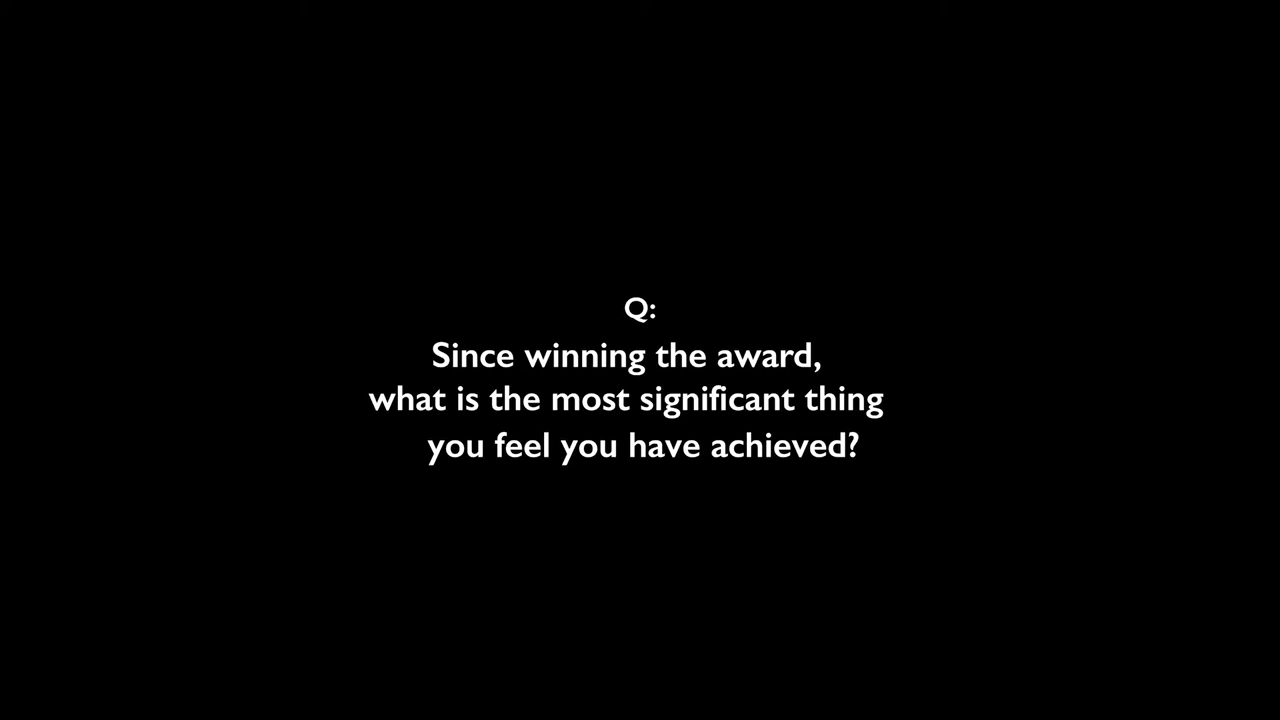 Q:
Since winning the award,
what is the most significant thing
you feel you have achieved?